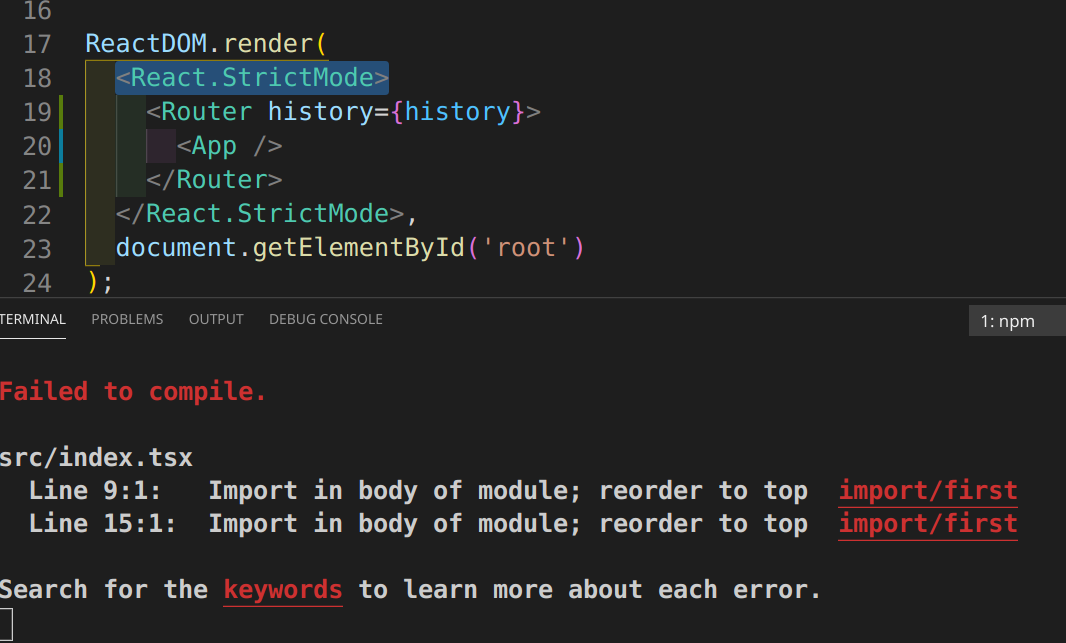 16
17 ReactDOM.render(
18 <React.StrictMode>
19 <Router history={history}>
20 <App />
21 </Router>
22 </React.StrictMode>,
23 document.getElementById('root')
24 );
TERMINAL PROBLEMS OUTPUT DEBUG CONSOLE 1: npm
Failed to compile.
src/index.tsx
Line 9:1: Import in body of module; reorder to top import/first
Line 15:1: Import in body of module; reorder to top import/first
Search for the keywords to learn more about each error.